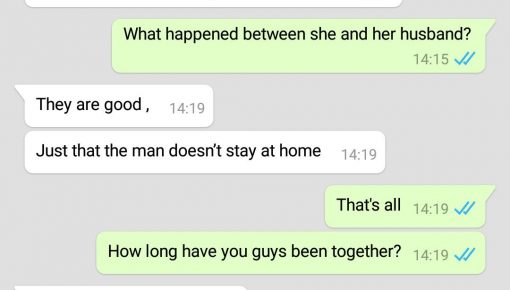 What happened between she and her husband?
14:15
They are good , 14:19
Just that the man doesn't stay at home 14:19
That's all 14:19
How long have you guys been together? 14:19